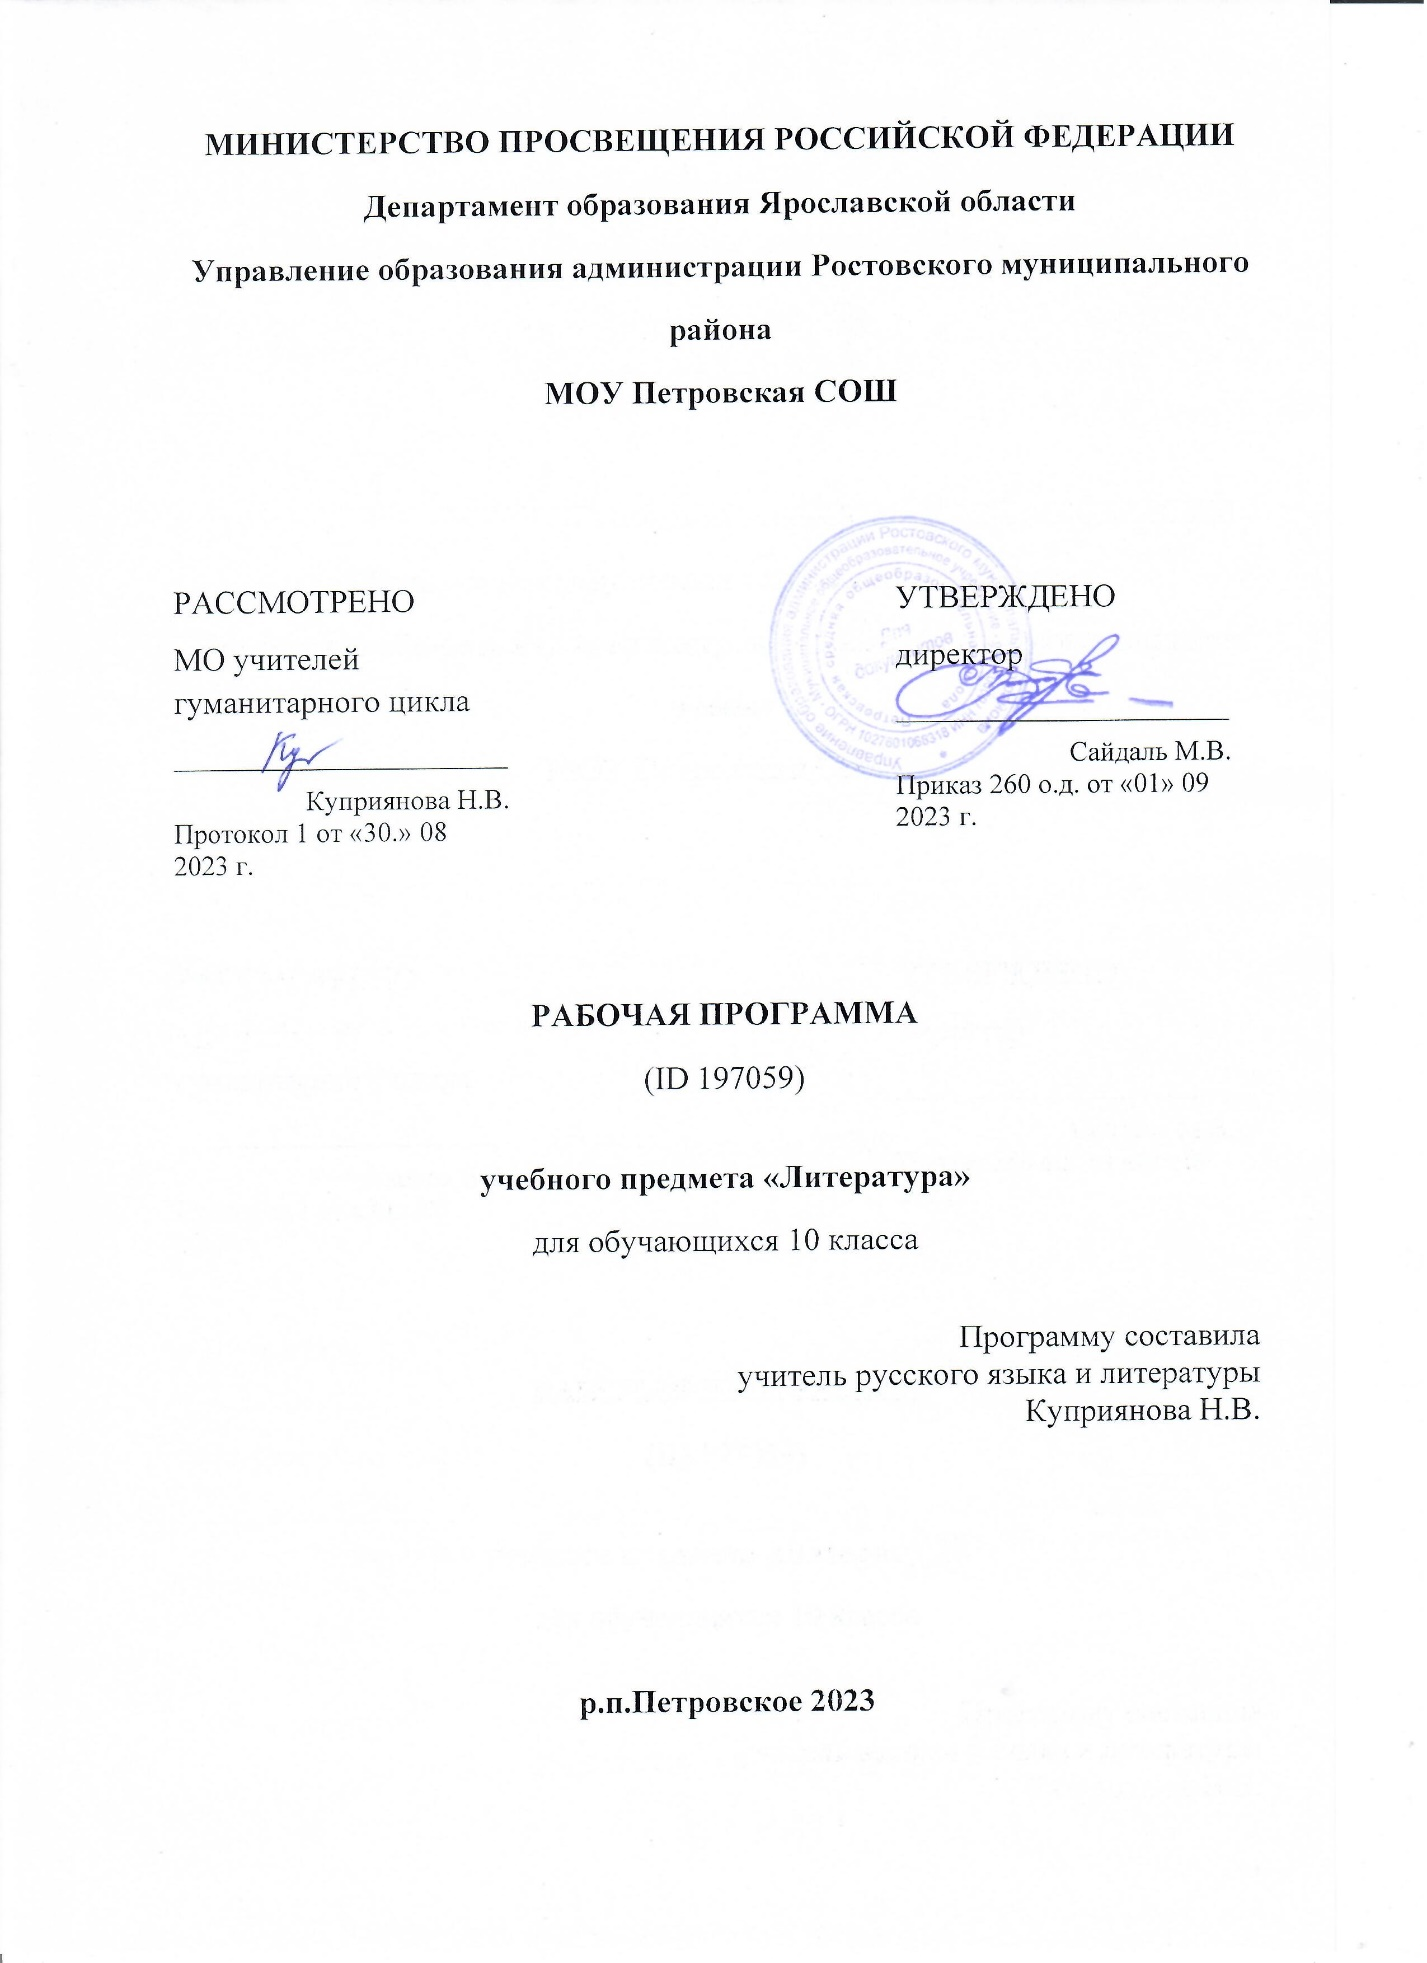 МИНИСТЕРСТВО ПРОСВЕЩЕНИЯ РОССИЙСКОЙ ФЕДЕРАЦИИ
Департамент образования Ярославской области
Управление образования администрации Ростовского муниципального
района
МОУ Петровская СОШ
РАССМОТРЕНО
МО учителей
гуманитарного цикла
Куприянова Н.В.
Протокол 1 от «30.» 08
2023 г.
УТВЕРЖДЕНО
директор
Сайдаль М.В.
Приказ 260 о.д. от «01» 09
2023 г.
РАБОЧАЯ ПРОГРАММА
(ID 197059)
учебного предмета «Литература»
для обучающихся 10 класса
Программу составила
учитель русского языка и литературы
Куприянова Н.В.
р.п.Петровское 2023